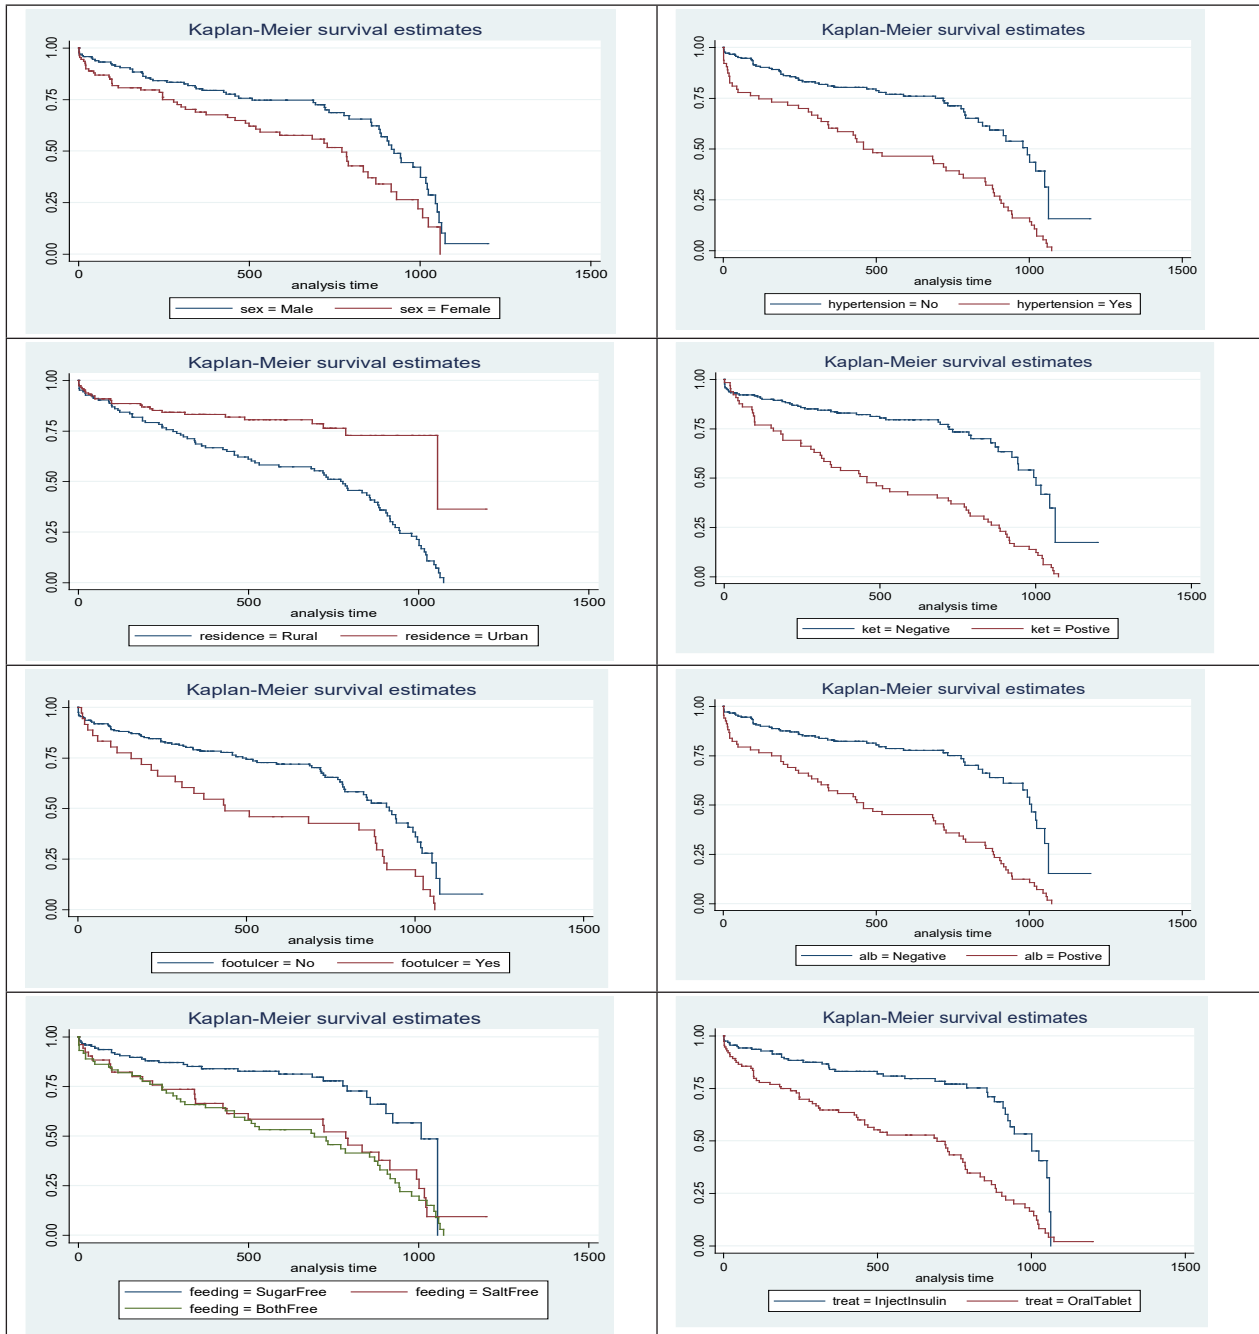 Kaplan-Meier survival estimates
1.00
0.75
0.50
0.25
0.00
0 500 1000 1500
analysis time
sex = Male sex = Female
Kaplan-Meier survival estimates
1.00
0.75
0.50
0.25
0.00
0 500 1000 1500
analysis time
hypertension = No hypertension = Yes
Kaplan-Meier survival estimates
1.00
0.75
0.50
0.25
0.00
0 500 1000 1500
analysis time
residence = Rural residence = Urban
Kaplan-Meier survival estimates
1.00
0.75
0.50
0.25
0.00
0 500 1000 1500
analysis time
ket = Negative ket = Postive
Kaplan-Meier survival estimates
1.00
0.75
0.50
0.25
0.00
0 500 1000 1500
analysis time
footulcer = No footulcer = Yes
Kaplan-Meier survival estimates
1.00
0.75
0.50
0.25
0.00
0 500 1000 1500
analysis time
alb = Negative alb = Postive
Kaplan-Meier survival estimates
1.00
0.75
0.50
0.25
0.00
0 500 1000 1500
analysis time
feeding = SugarFree feeding = SaltFree
feeding = BothFree
Kaplan-Meier survival estimates
1.00
0.75
0.50
0.25
0.00
0 500 1000 1500
analysis time
treat = InjectInsulin treat = OralTablet